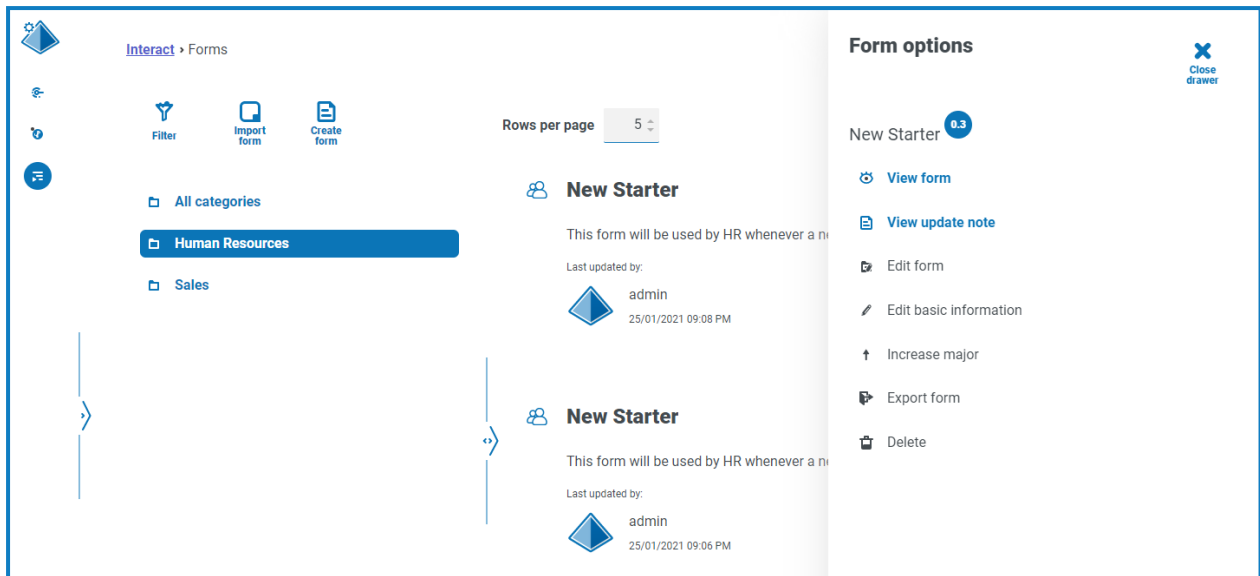 Interact › Forms
Filter
Import
form
Create
form
All categories
Human Resources
Sales
Rows per page 5
New Starter
This form will be used by HR whenever a
Last updated by:
admin
25/01/2021 09:08 PM
New Starter
This form will be used by HR whenever a
Last updated by:
admin
25/01/2021 09:06 PM
Form options
Close
drawer
New Starter 0.3
View form
View update note
Edit form
Edit basic information
Increase major
Export form
Delete